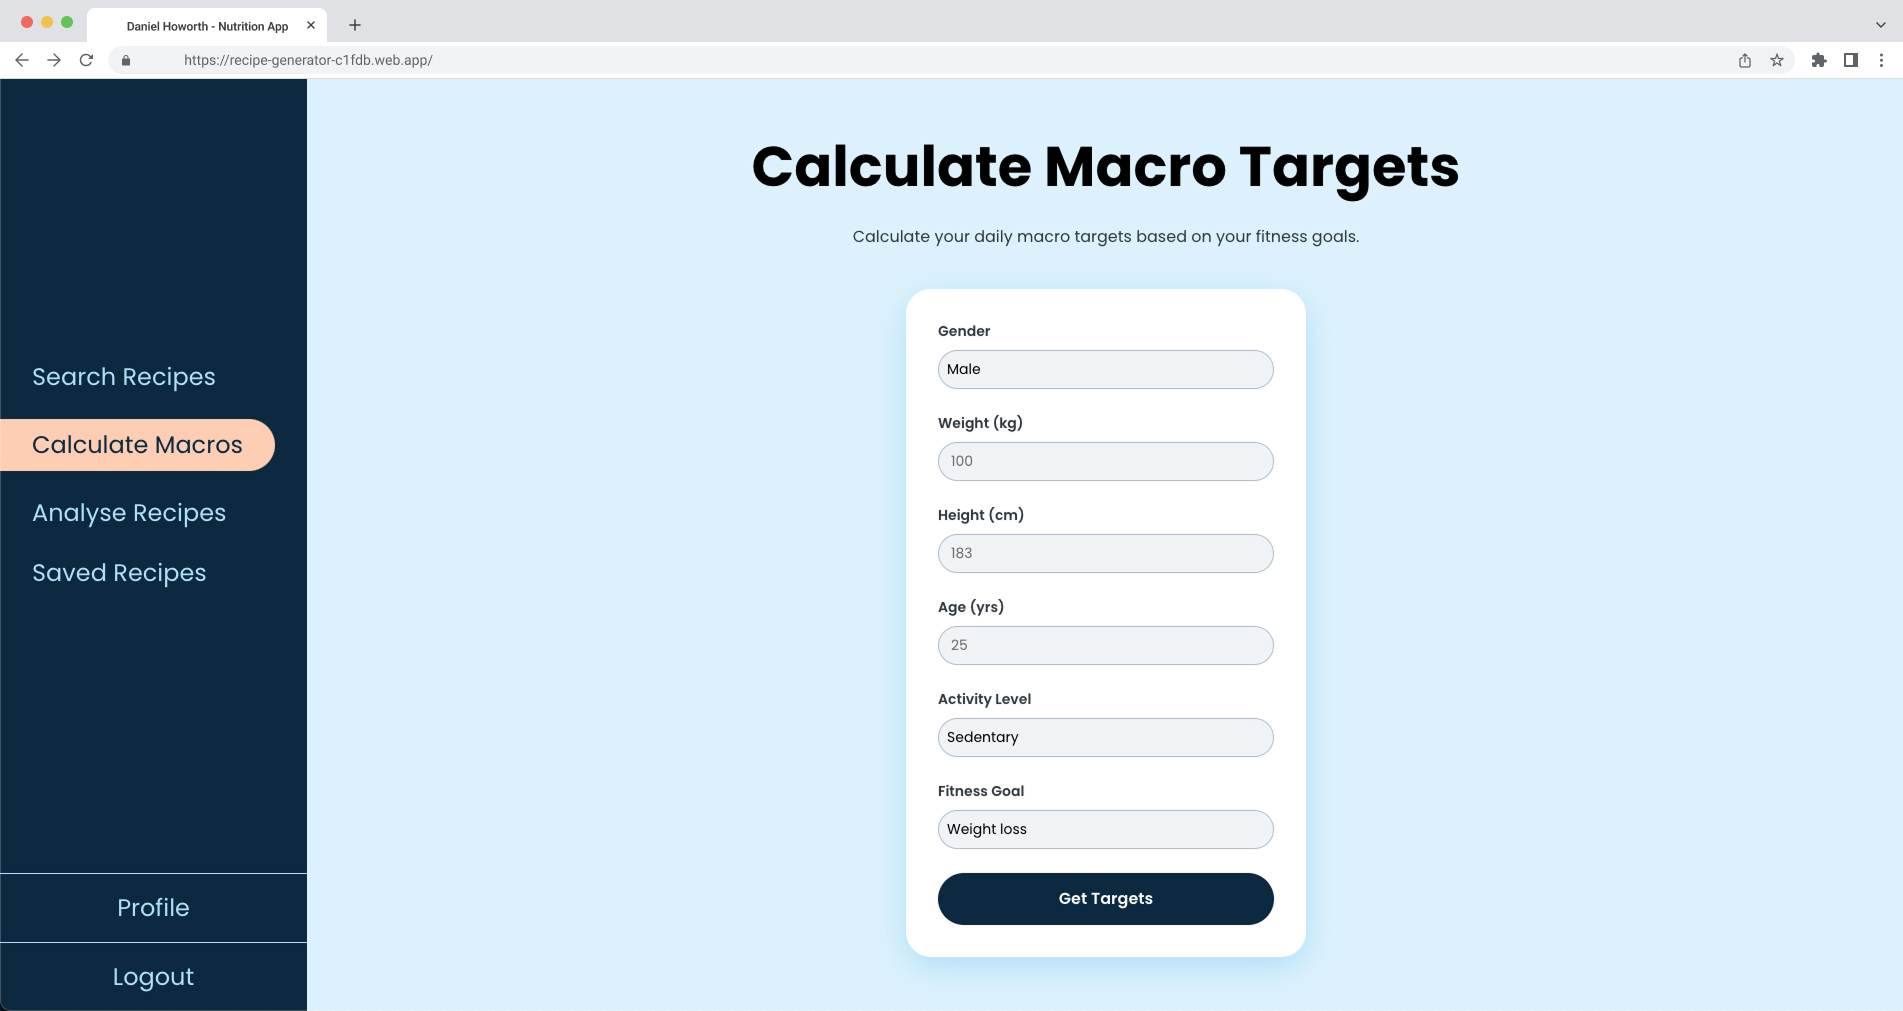 Daniel Howorth - Nutrition App
https://recipe-generator-c1fdb.web.app/
Search Recipes
Calculate Macros
Analyse Recipes
Saved Recipes
Profile
Logout
Calculate Macro Targets
Calculate your daily macro targets based on your fitness goals.
Gender
Male
Weight (kg)
100
Height (cm)
183
Age (yrs)
25
Activity Level
Sedentary
Fitness Goal
Weight loss
Get Targets